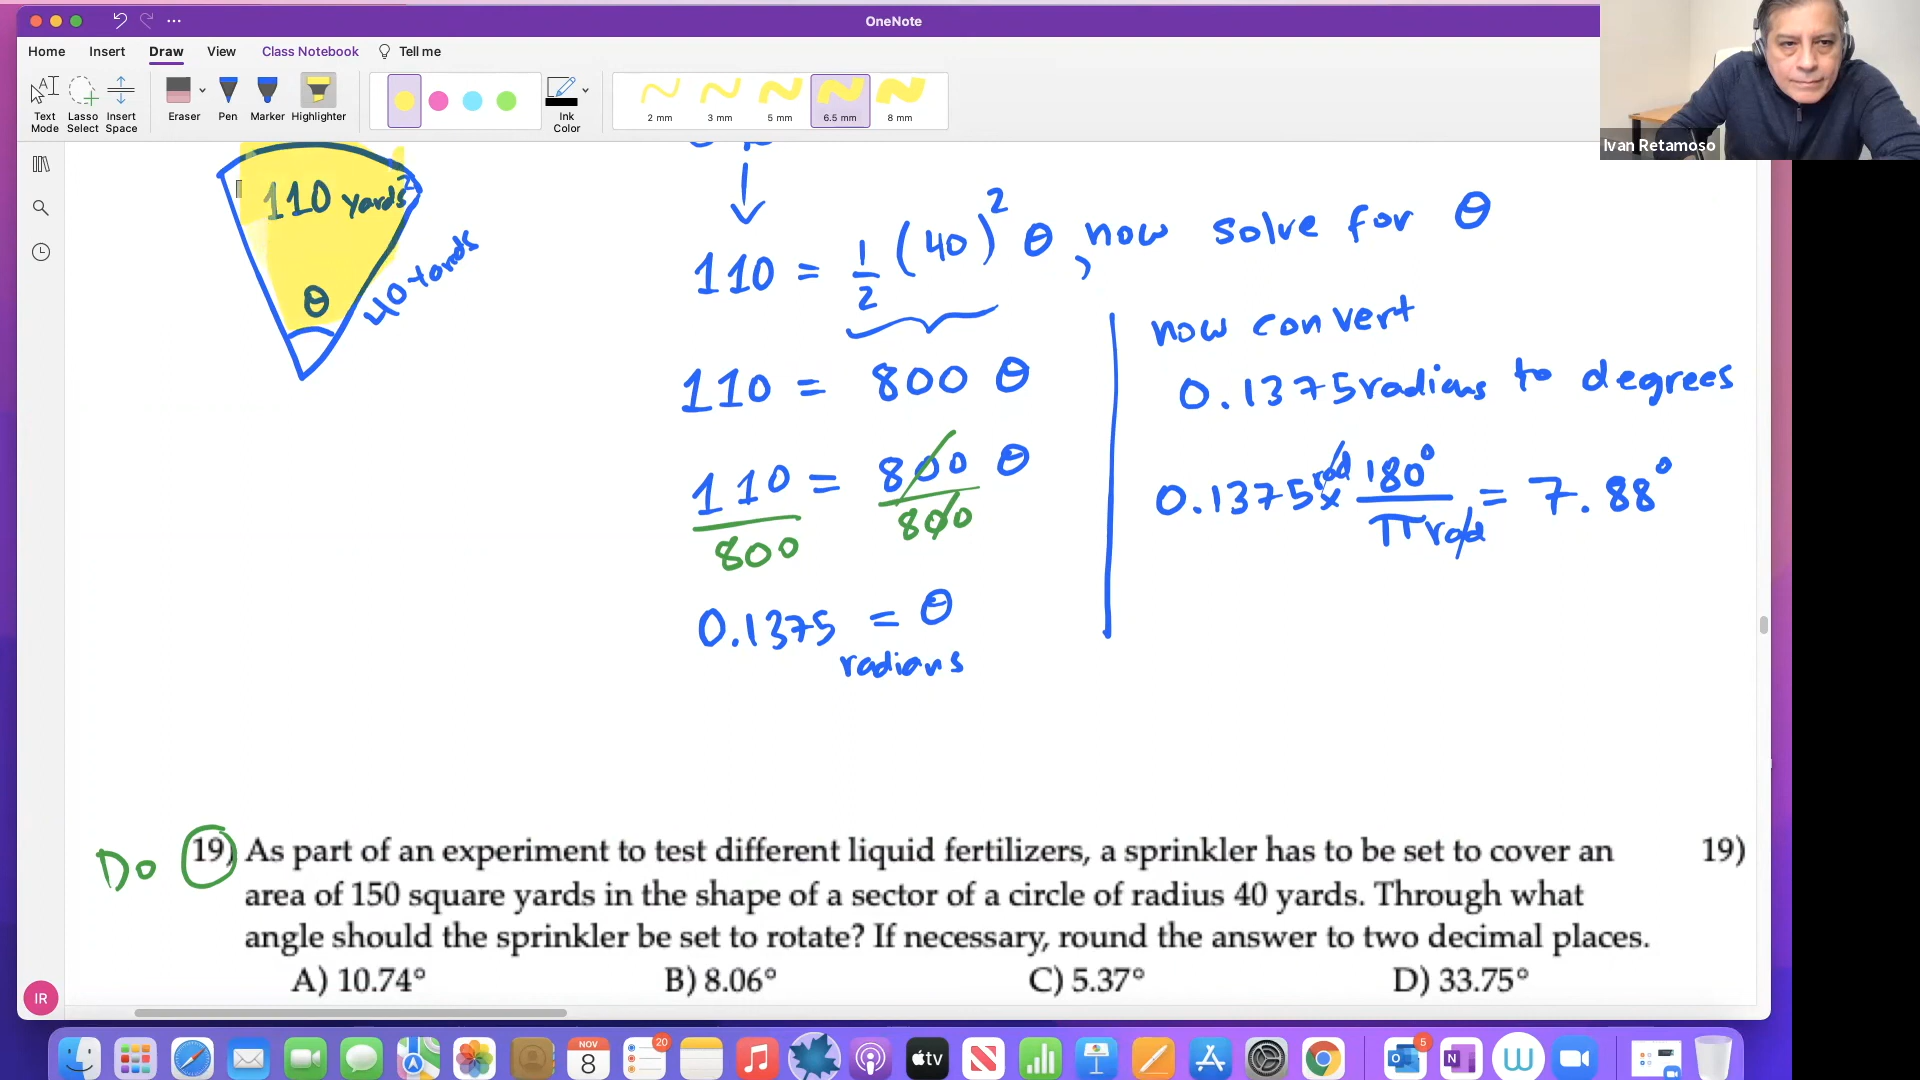 OneNote
Home Insert Draw View Class Notebook Tell me
Text Mode
Lasso Select
Insert Space
Eraser
Pen
Marker
Highlighter
Ink Color
2 mm
3 mm
5 mm
6.5 mm
8 mm
Ivan Retamoso
110 yards²
θ
40 yards
110 = 1/2 (40)² θ, now solve for θ
110 = 800 θ
110/800 = 800/800 θ
0.1375 = θ
radians
now convert
0.1375 radians to degrees
0.1375 rad × 180°/π rad = 7.88°
Do 19) As part of an experiment to test different liquid fertilizers, a sprinkler has to be set to cover an 19)
area of 150 square yards in the shape of a sector of a circle of radius 40 yards. Through what
angle should the sprinkler be set to rotate? If necessary, round the answer to two decimal places.
A) 10.74° B) 8.06° C) 5.37° D) 33.75°
IR
NOV
8
20
tv
5